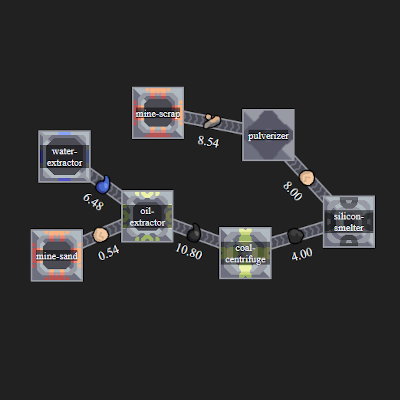 mine-scrap
8.54
pulverizer
water-
extractor
6.48
8.00
oil-
extractor
silicon-
smelter
mine-sand
0.54
10.80
coal-
centrifuge
4.00